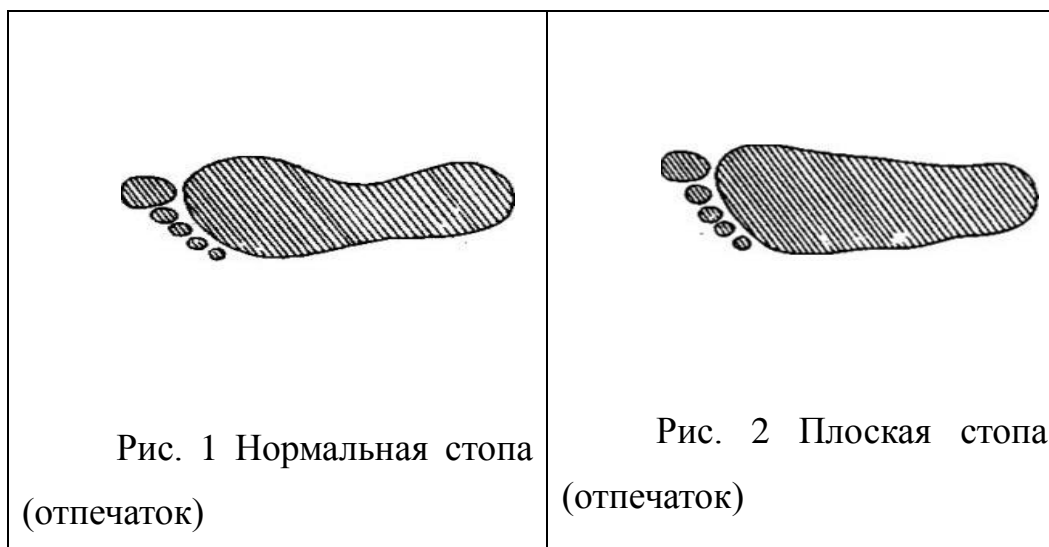 Рис. 1 Нормальная стопа
(отпечаток)
Рис. 2 Плоская стопа
(отпечаток)